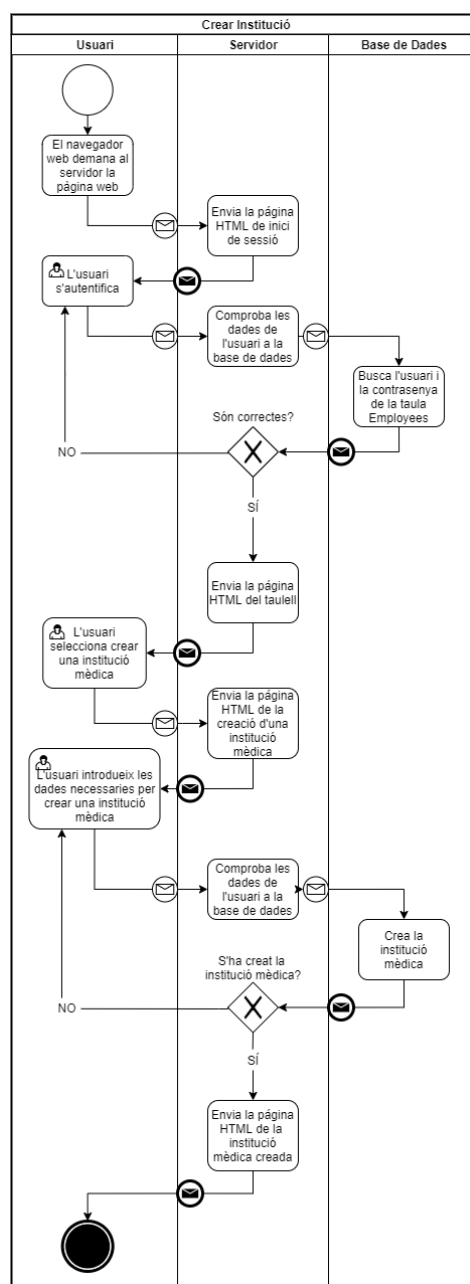 Crear Institució
Usuari
Servidor
Base de Dades
El navegador
web demana al
servidor la
página web
Envia la página
HTML de inici
de sessió
L'usuari
s'autentifica
Comproba les
dades de
l'usuari a la
base de dades
Busca l'usuari i
la contrasenya
de la taula
Employees
Són correctes?
NO
SÍ
Envia la página
HTML del taulell
L'usuari
selecciona crear
una institució
mèdica
Envia la página
HTML de la
creació d'una
institució
mèdica
L'usuari introdueix les
dades necessaries per
crear una institució
mèdica
Comproba les
dades de
l'usuari a la
base de dades
Crea la
institució
mèdica
S'ha creat la
institució mèdica?
NO
SÍ
Envia la página
HTML de la
institució
mèdica creada